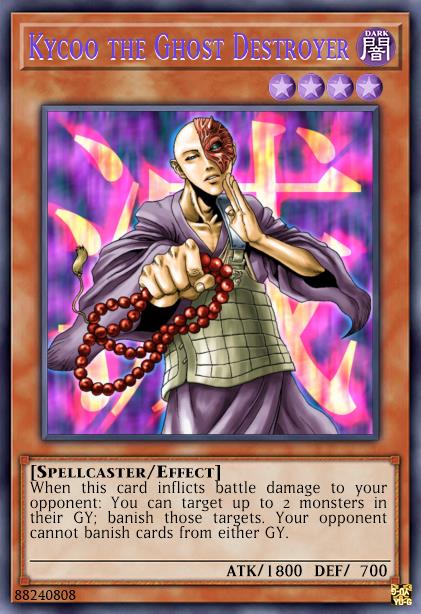 Kycoo the Ghost Destroyer
DARK
闇
[Spellcaster/Effect]
When this card inflicts battle damage to your
opponent: You can target up to 2 monsters in
their GY; banish those targets. Your opponent
cannot banish cards from either GY.
ATK/1800 DEF/ 700
88240808